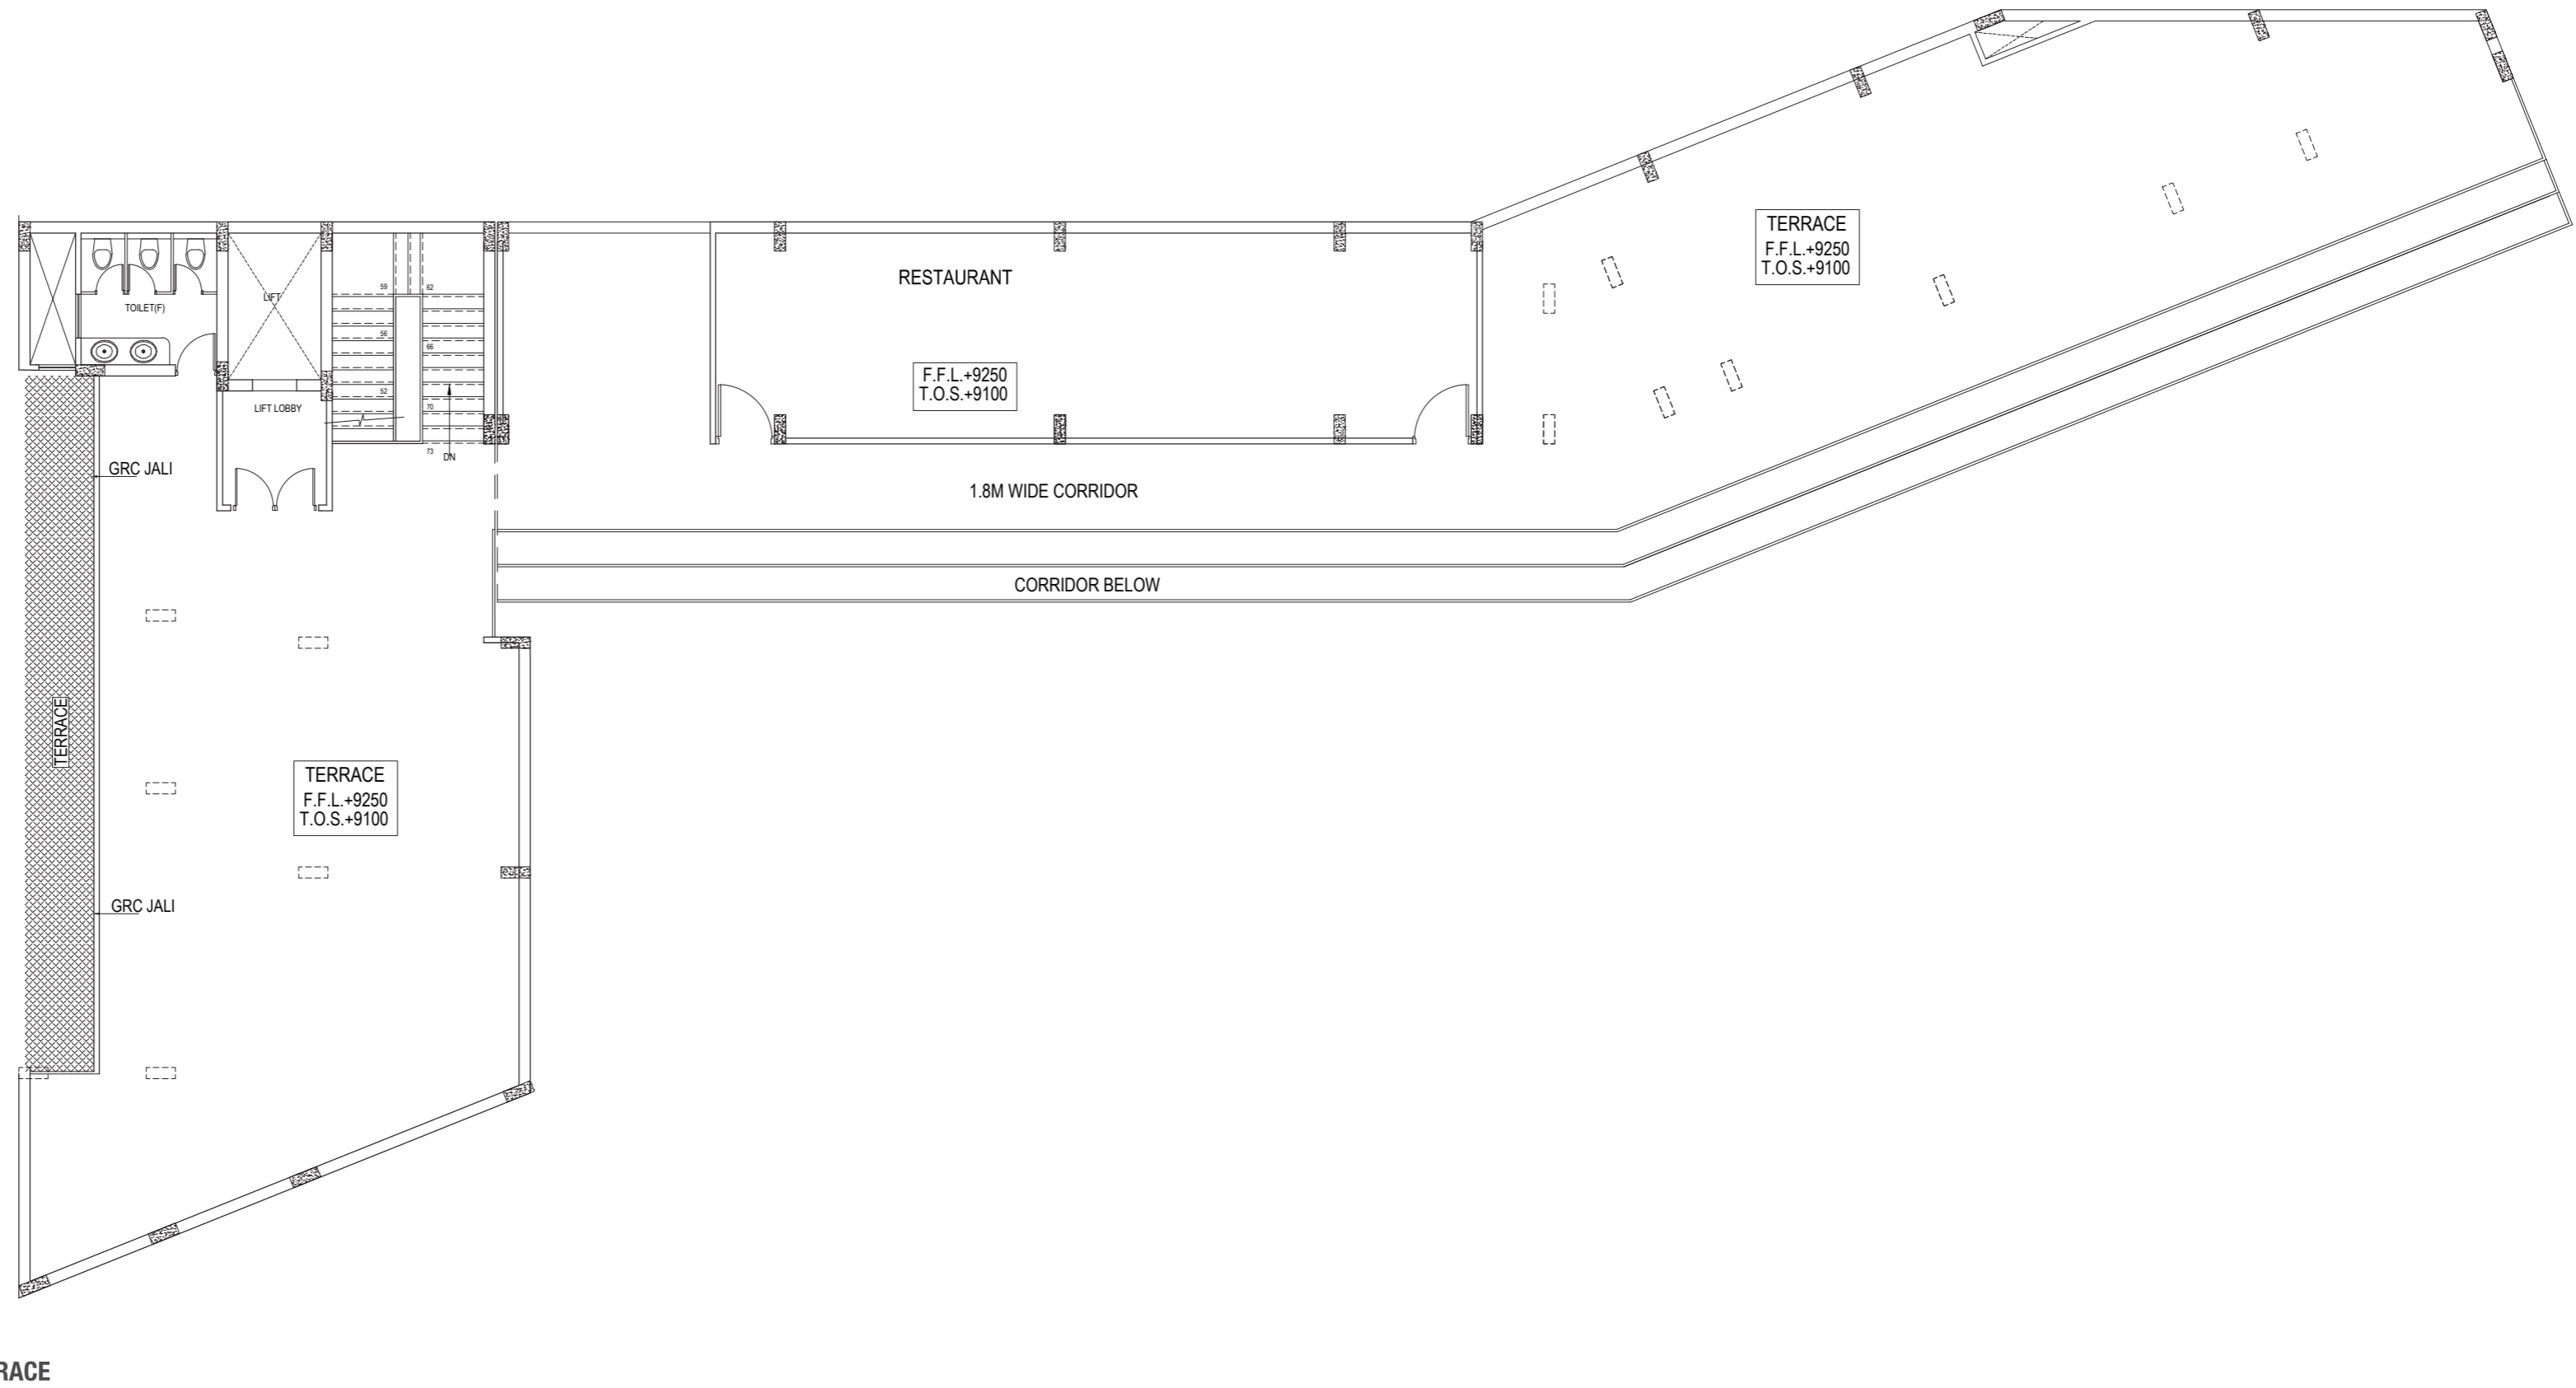 TERRACE
F.F.L.+9250
T.O.S.+9100
RESTAURANT
F.F.L.+9250
T.O.S.+9100
TOILET(F)
LIFT
59
62
56
66
52
70
73
DN
LIFT LOBBY
GRC JALI
1.8M WIDE CORRIDOR
CORRIDOR BELOW
TERRACE
TERRACE
F.F.L.+9250
T.O.S.+9100
GRC JALI
RACE